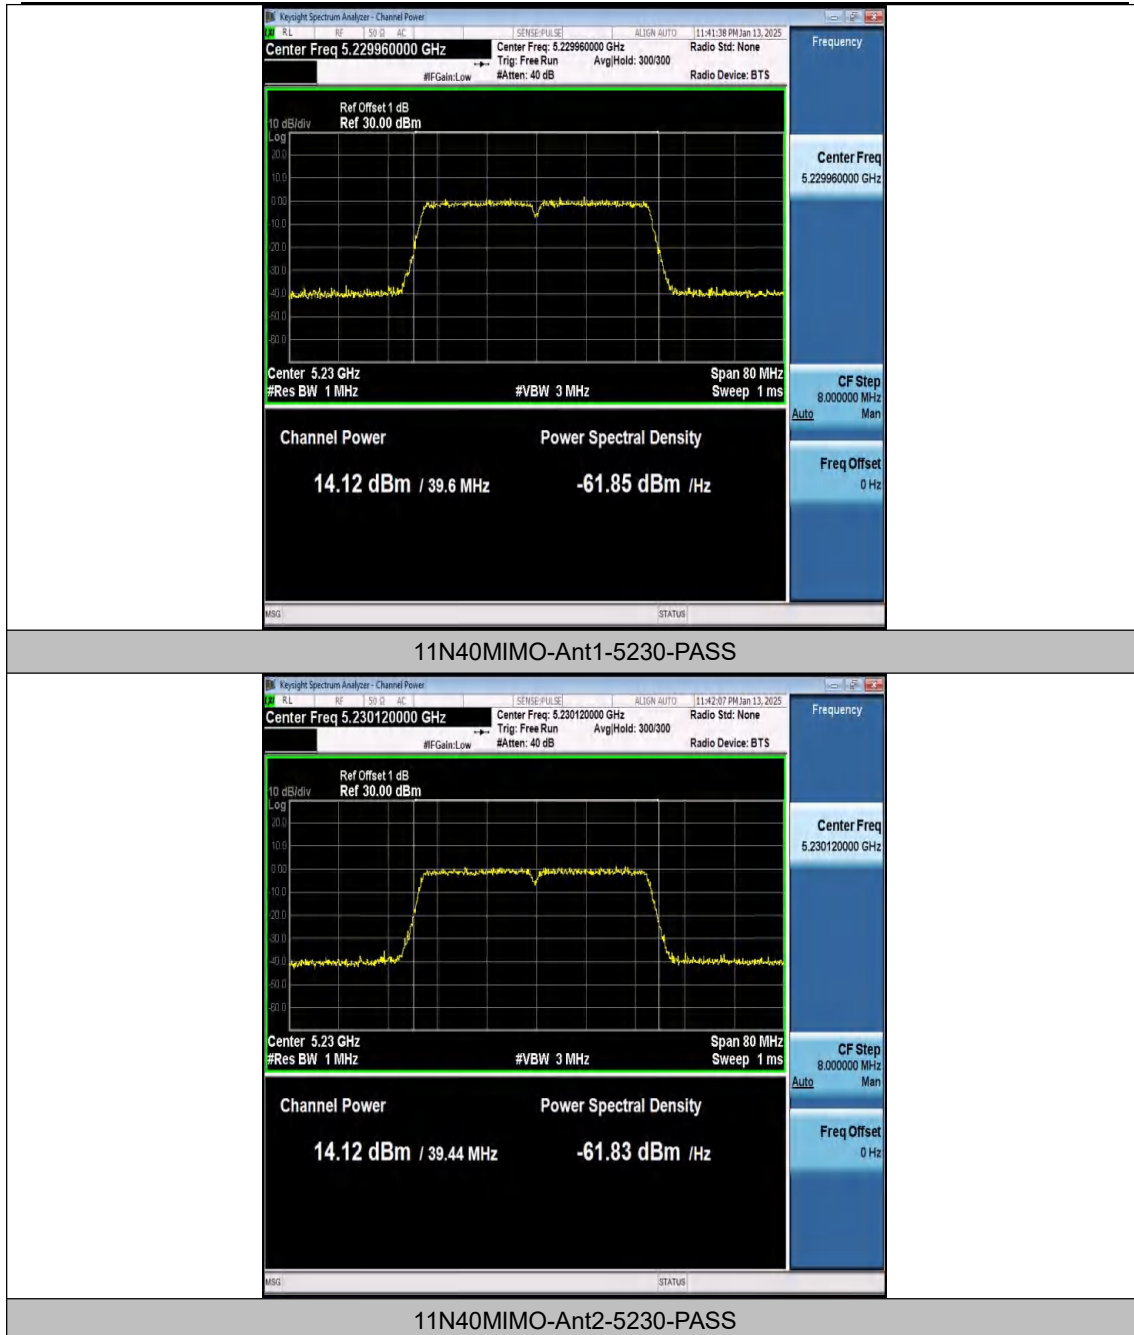 Keysight Spectrum Analyzer - Channel Power
RL RF 50 Ω AC SENSE:PULSE ALIGN AUTO 11:41:38 PM Jan 13, 2025
Center Freq 5.229960000 GHz
Center Freq: 5.229960000 GHz
Radio Std: None
Trig: Free Run Avg|Hold: 300/300
#IFGain:Low
#Atten: 40 dB
Radio Device: BTS
Frequency
Ref Offset 1 dB
10 dB/div Ref 30.00 dBm
Log
20.0
10.0
0.00
-10.0
-20.0
-30.0
-40.0
-50.0
-60.0
Center Freq
5.229960000 GHz
Center 5.23 GHz Span 80 MHz
#Res BW 1 MHz #VBW 3 MHz Sweep 1 ms
CF Step
8.000000 MHz
Auto Man
Channel Power Power Spectral Density
14.12 dBm / 39.6 MHz -61.85 dBm /Hz
Freq Offset
0 Hz
MSG STATUS
11N40MIMO-Ant1-5230-PASS
Keysight Spectrum Analyzer - Channel Power
RL RF 50 Ω AC SENSE:PULSE ALIGN AUTO 11:42:07 PM Jan 13, 2025
Center Freq 5.230120000 GHz
Center Freq: 5.230120000 GHz
Radio Std: None
Trig: Free Run Avg|Hold: 300/300
#IFGain:Low
#Atten: 40 dB
Radio Device: BTS
Frequency
Ref Offset 1 dB
10 dB/div Ref 30.00 dBm
Log
20.0
10.0
0.00
-10.0
-20.0
-30.0
-40.0
-50.0
-60.0
Center Freq
5.230120000 GHz
Center 5.23 GHz Span 80 MHz
#Res BW 1 MHz #VBW 3 MHz Sweep 1 ms
CF Step
8.000000 MHz
Auto Man
Channel Power Power Spectral Density
14.12 dBm / 39.44 MHz -61.83 dBm /Hz
Freq Offset
0 Hz
MSG STATUS
11N40MIMO-Ant2-5230-PASS